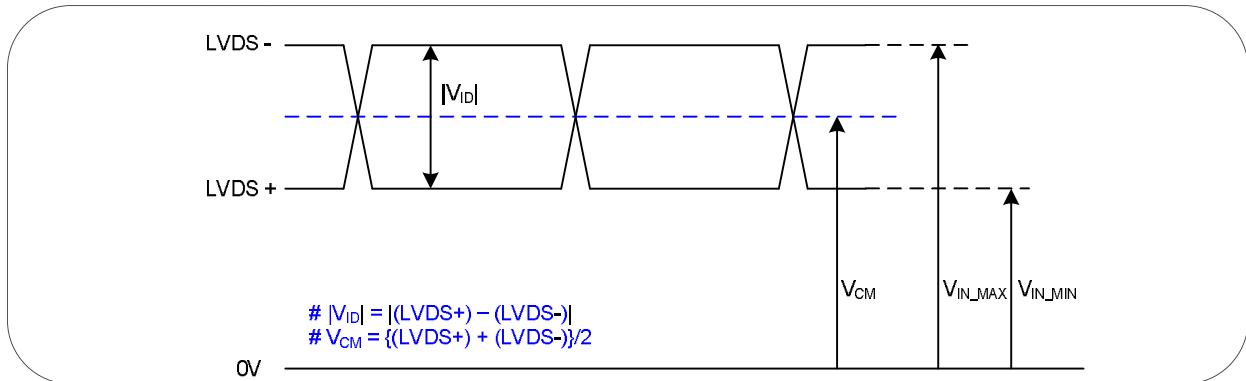 LVDS -
|VID|
LVDS +
VCM
VIN_MAX
VIN_MIN
# |VID| = |(LVDS+) – (LVDS-)|
# VCM = {(LVDS+) + (LVDS-)}/2
0V